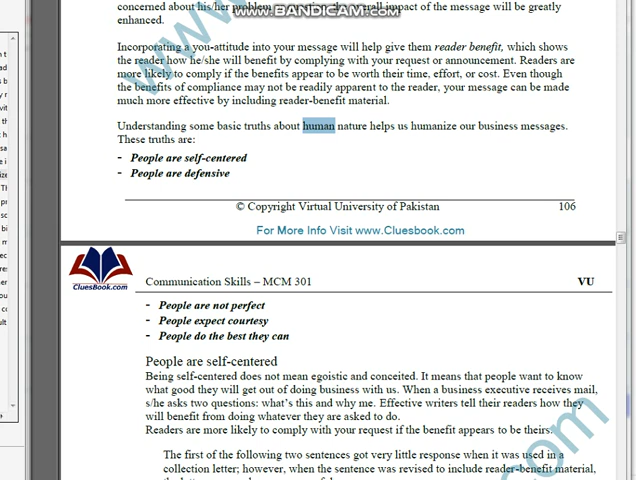 www.BANDICAM.com
concerned about his/her problem or question the overall impact of the message will be greatly
enhanced.
Incorporating a you-attitude into your message will help give them reader benefit, which shows
the reader how he/she will benefit by complying with your request or announcement. Readers are
more likely to comply if the benefits appear to be worth their time, effort, or cost. Even though
the benefits of compliance may not be readily apparent to the reader, your message can be made
much more effective by including reader-benefit material.
Understanding some basic truths about human nature helps us humanize our business messages.
These truths are:
- People are self-centered
- People are defensive
© Copyright Virtual University of Pakistan 106
For More Info Visit www.Cluesbook.com
CluesBook.com
Communication Skills – MCM 301 VU
- People are not perfect
- People expect courtesy
- People do the best they can
People are self-centered
Being self-centered does not mean egoistic and conceited. It means that people want to know
what good they will get out of doing business with us. When a business executive receives mail,
s/he asks two questions: what’s this and why me. Effective writers tell their readers how they
will benefit from doing whatever they are asked to do.
Readers are more likely to comply with your request if the benefit appears to be theirs.
The first of the following two sentences got very little response when it was used in a
collection letter; however, when the sentence was revised to include reader-benefit material,